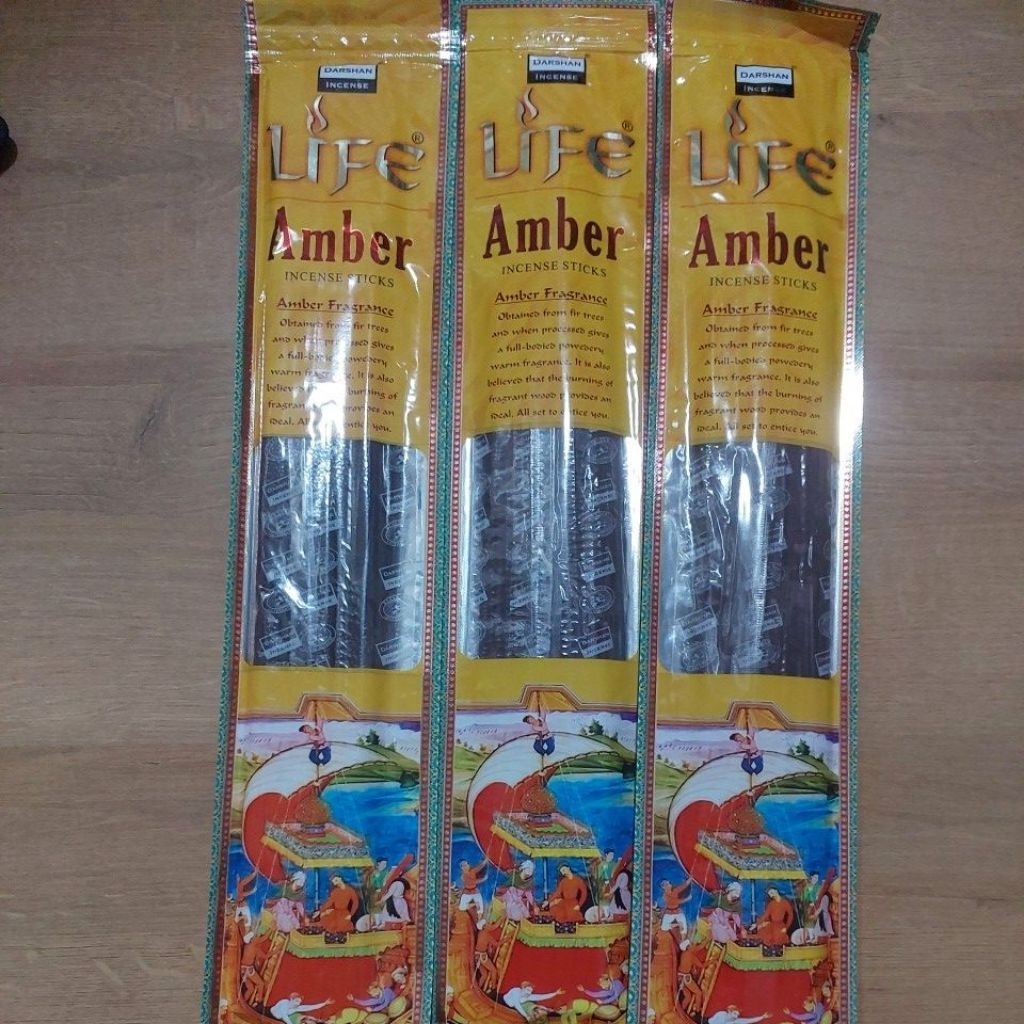 DARSHAN
INCENSE
LIFE®
Amber
INCENSE STICKS
Amber Fragrance
Obtained from fir trees
and when processed gives
a full-bodied powedery
warm fragrance. It is also
believed that the burning of
fragrant wood provides an
ideal. All set to entice you.
DARSHAN
INCENSE
LIFE®
Amber
INCENSE STICKS
Amber Fragrance
Obtained from fir trees
and when processed gives
a full-bodied powedery
warm fragrance. It is also
believed that the burning of
fragrant wood provides an
ideal. All set to entice you.
DARSHAN
INCENSE
LIFE®
Amber
INCENSE STICKS
Amber Fragrance
Obtained from fir trees
and when processed gives
a full-bodied powedery
warm fragrance. It is also
believed that the burning of
fragrant wood provides an
ideal. All set to entice you.
DARSHAN
INCENSE